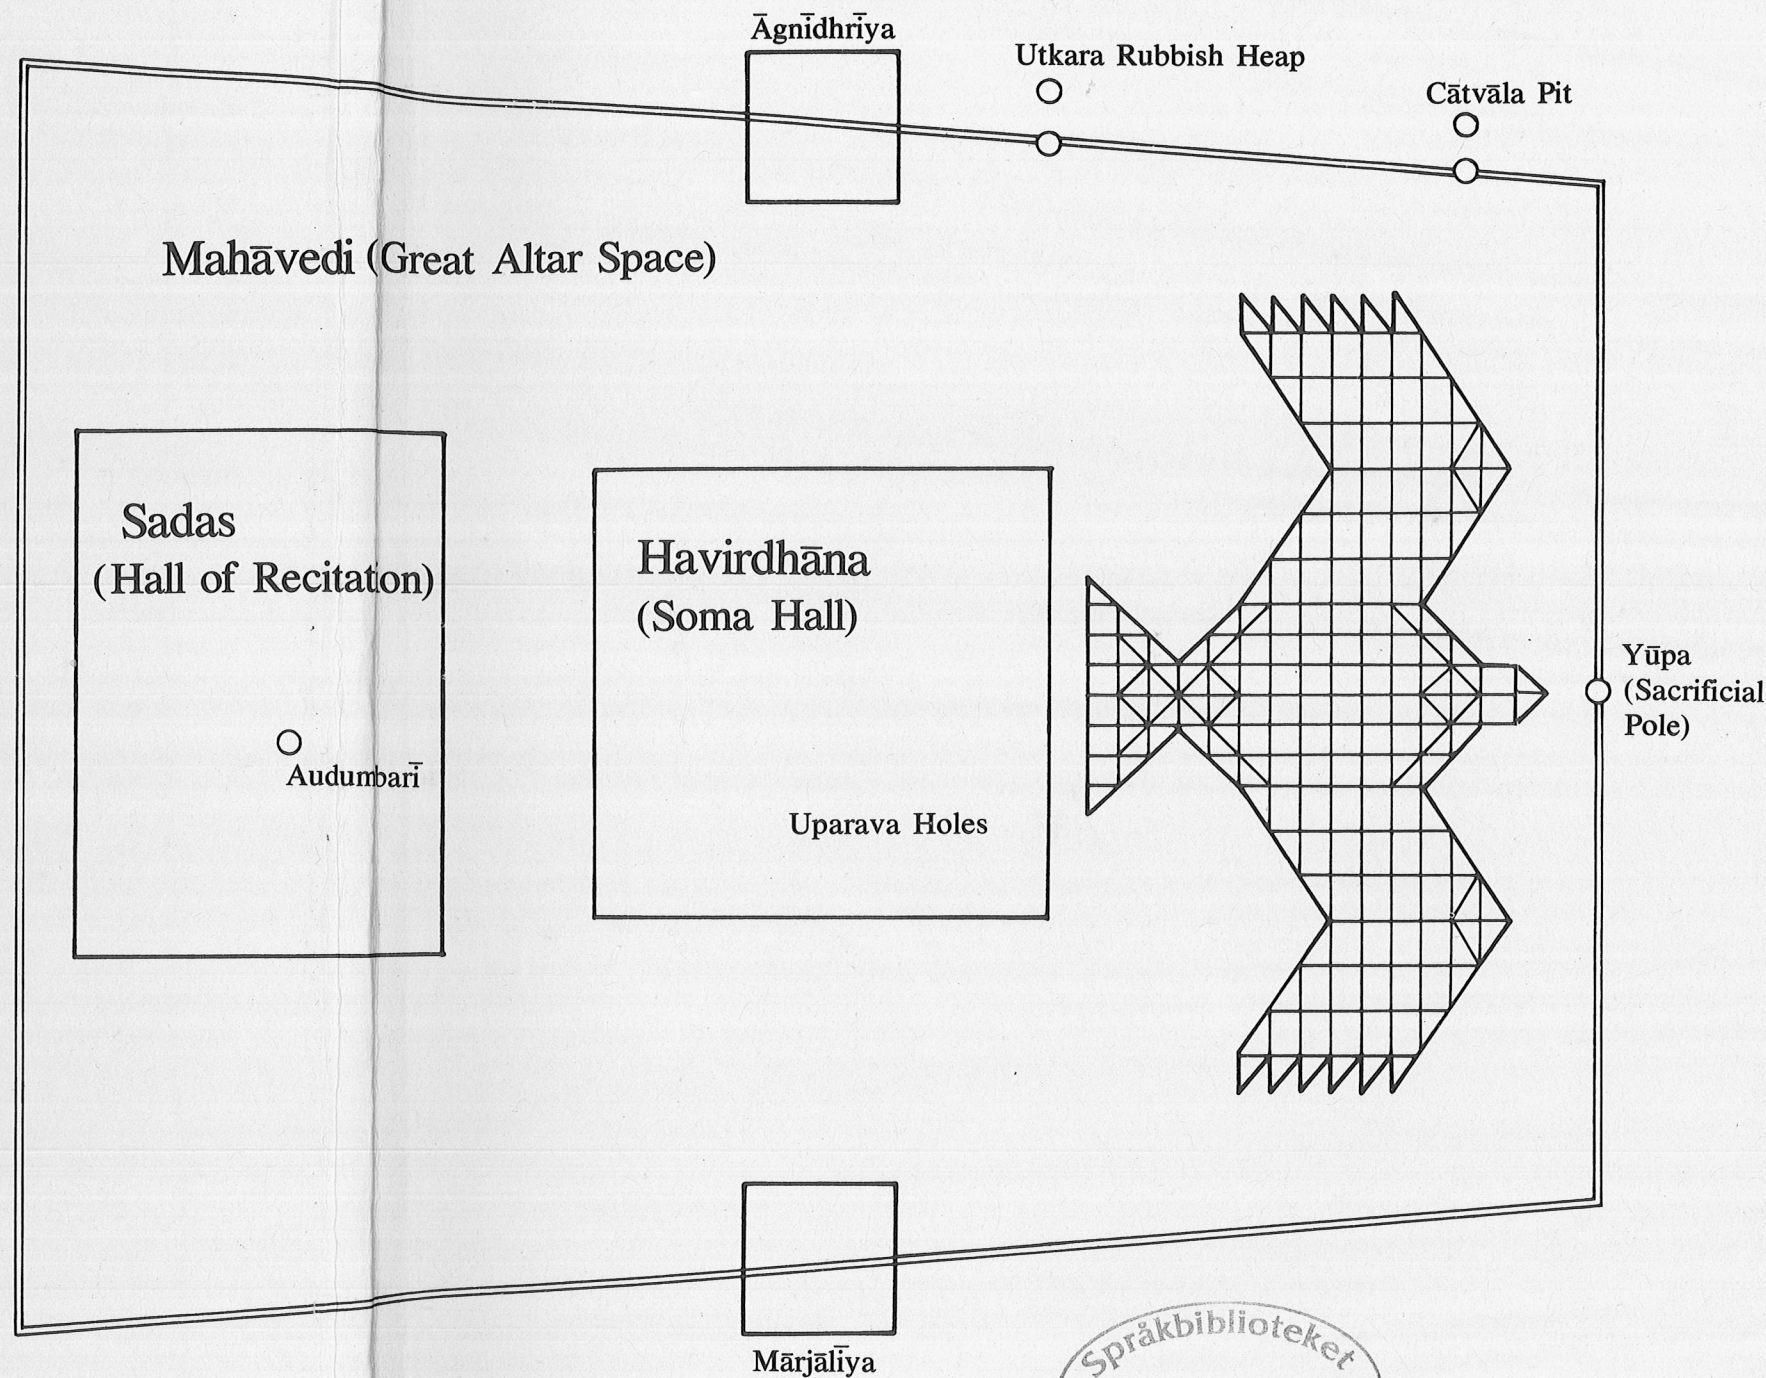 Āgnīdhrīya
Utkara Rubbish Heap
Cātvāla Pit
Mahāvedi (Great Altar Space)
Sadas
(Hall of Recitation)
Havirdhāna
(Soma Hall)
Yūpa
(Sacrificial
Pole)
Audumbarī
Uparava Holes
Mārjālīya
Språkbiblioteket